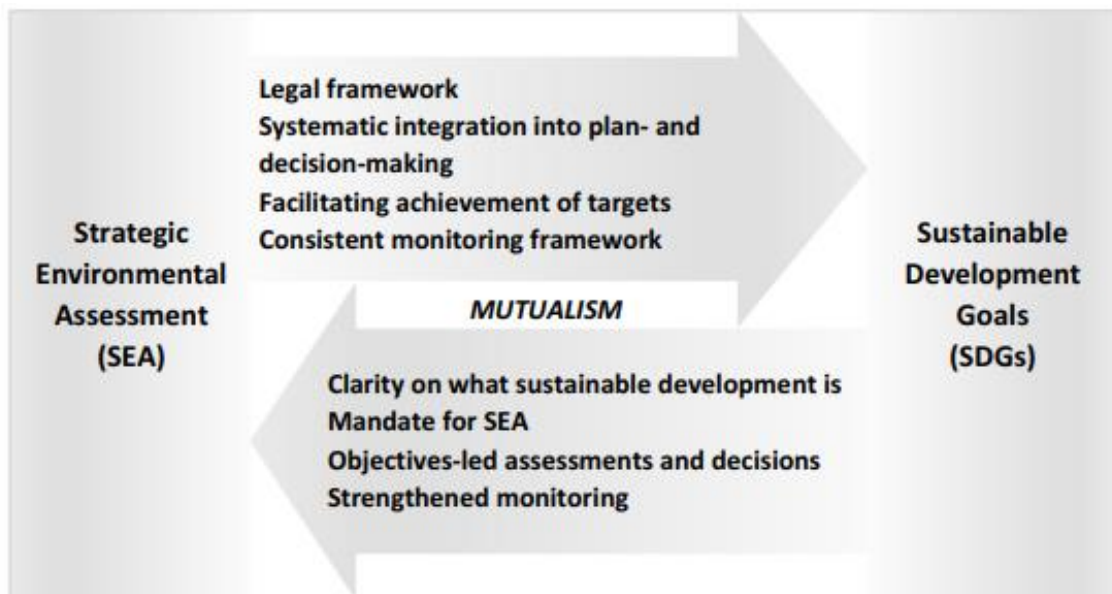 Strategic
Environmental
Assessment
(SEA)
Legal framework
Systematic integration into plan- and
decision-making
Facilitating achievement of targets
Consistent monitoring framework
MUTUALISM
Clarity on what sustainable development is
Mandate for SEA
Objectives-led assessments and decisions
Strengthened monitoring
Sustainable
Development
Goals
(SDGs)